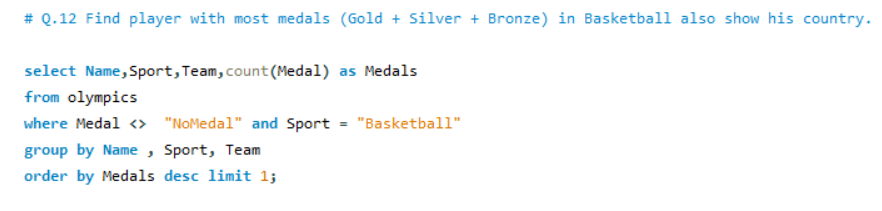 # Q.12 Find player with most medals (Gold + Silver + Bronze) in Basketball also show his country.
select Name,Sport,Team,count(Medal) as Medals
from olympics
where Medal <>  "NoMedal" and Sport = "Basketball"
group by Name , Sport, Team
order by Medals desc limit 1;